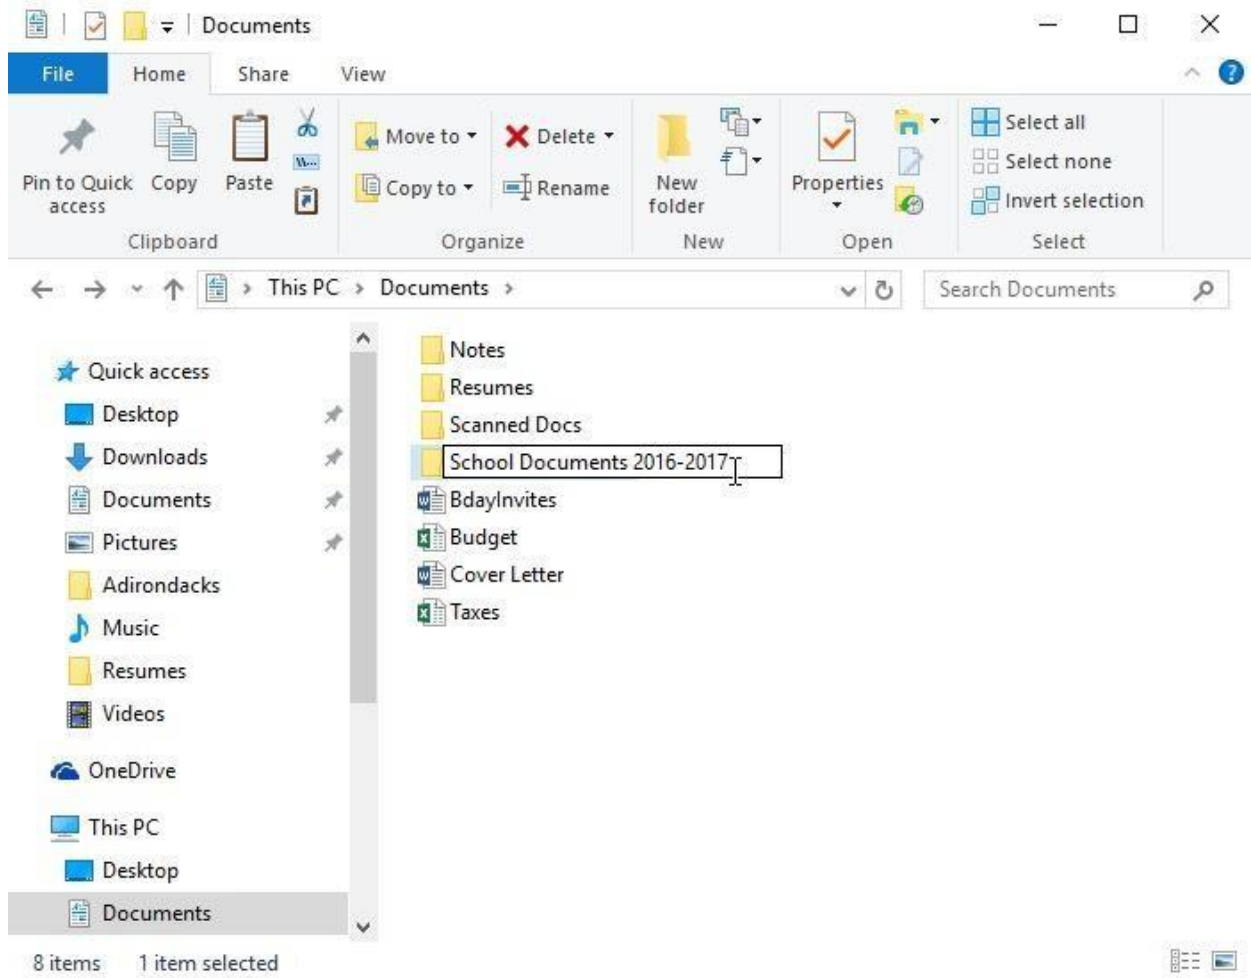 Documents
File Home Share View
Pin to Quick access
Copy
Paste
Move to
Copy to
Delete
Rename
New folder
Properties
Select all
Select none
Invert selection
Clipboard Organize New Open Select
This PC > Documents >
Search Documents
Quick access
Desktop
Downloads
Documents
Pictures
Adirondacks
Music
Resumes
Videos
OneDrive
This PC
Desktop
Documents
Notes
Resumes
Scanned Docs
School Documents 2016-2017
BdayInvites
Budget
Cover Letter
Taxes
8 items 1 item selected